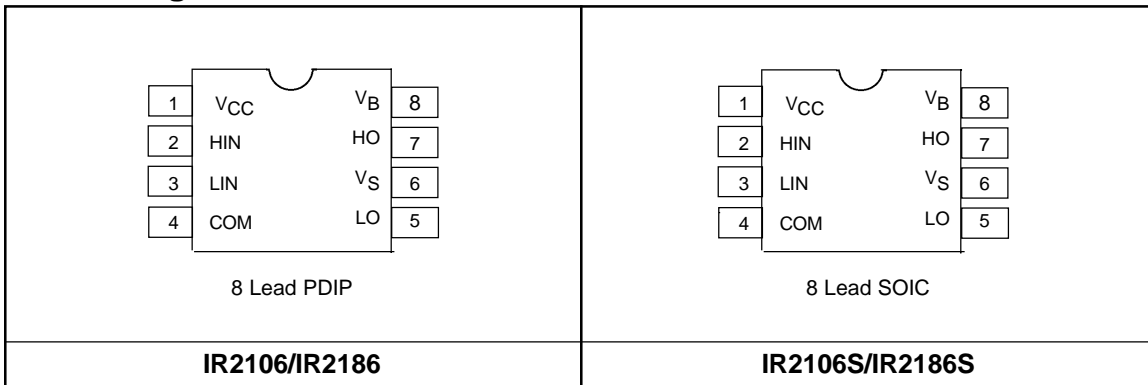 1 VCC VB 8
2 HIN HO 7
3 LIN VS 6
4 COM LO 5
8 Lead PDIP
IR2106/IR2186
1 VCC VB 8
2 HIN HO 7
3 LIN VS 6
4 COM LO 5
8 Lead SOIC
IR2106S/IR2186S